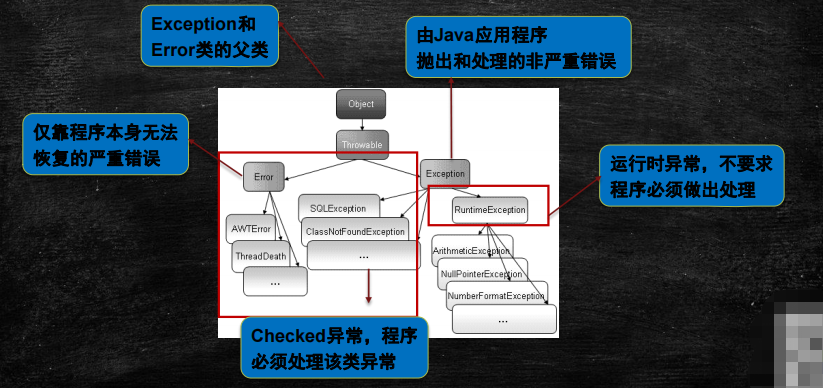 Exception和
Error类的父类
由Java应用程序
抛出和处理的非严重错误
仅靠程序本身无法
恢复的严重错误
运行时异常，不要求
程序必须做出处理
Object
Throwable
Error
Exception
SQLException
RuntimeException
AWTError
ClassNotFoundException
ThreadDeath
...
ArithmeticException
...
NullPointerException
NumberFormatException
...
Checked异常，程序
必须处理该类异常